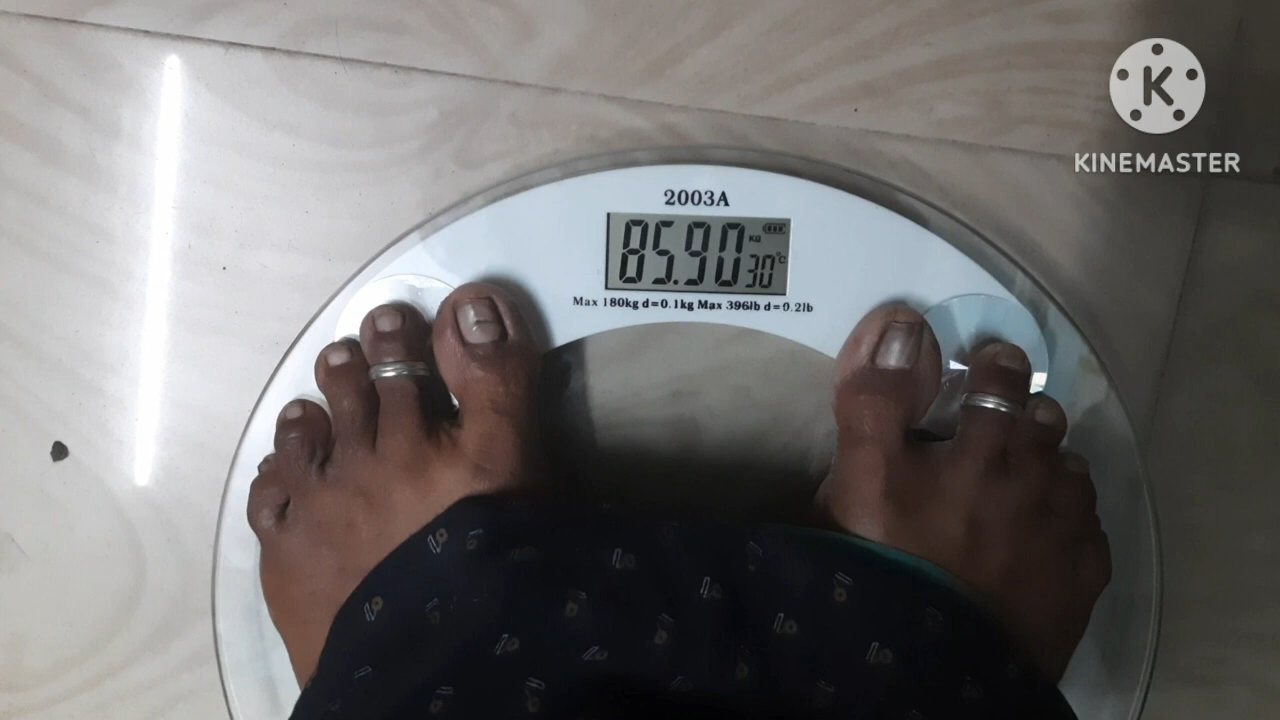 K
KINEMASTER
2003A
85.90 kg
30°C
Max 180kg d=0.1kg Max 396lb d=0.2lb